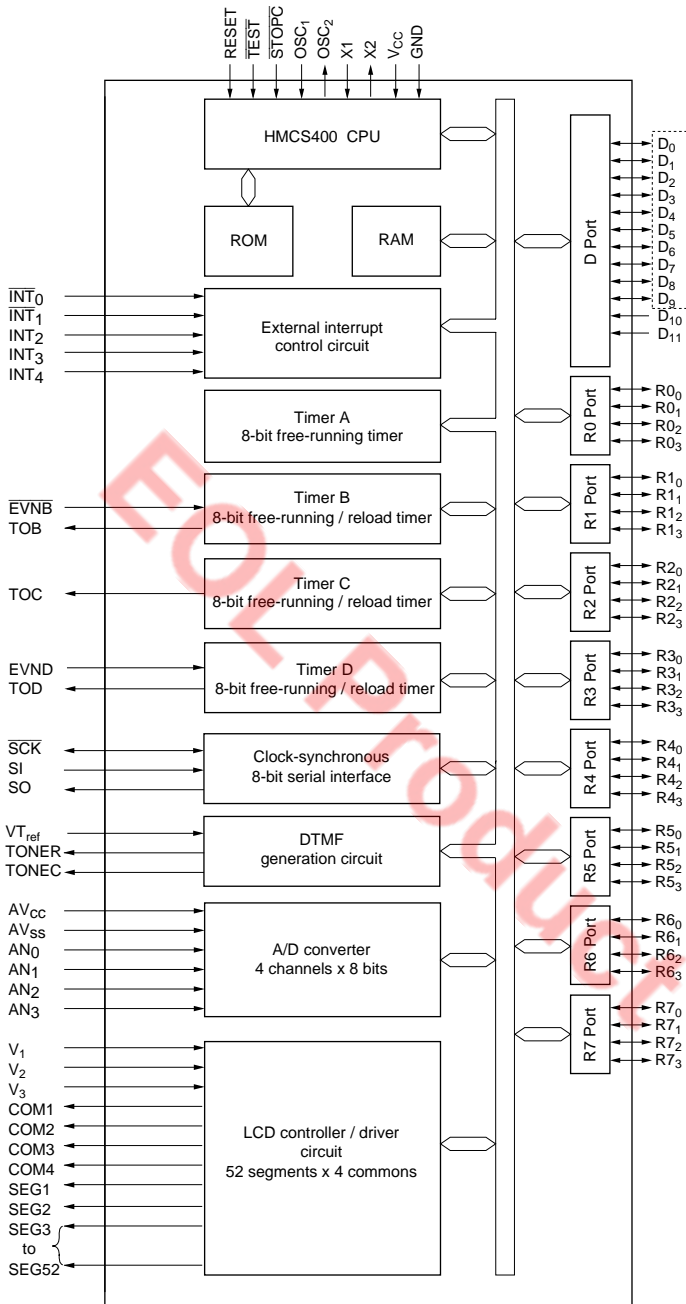 RESET
TEST
STOPC
OSC1
OSC2
X1
X2
VCC
GND
HMCS400 CPU
ROM
RAM
D Port
D0
D1
D2
D3
D4
D5
D6
D7
D8
D9
D10
D11
INT0
INT1
INT2
INT3
INT4
External interrupt
control circuit
Timer A
8-bit free-running timer
R0 Port
R00
R01
R02
R03
EVNB
TOB
Timer B
8-bit free-running / reload timer
R1 Port
R10
R11
R12
R13
TOC
Timer C
8-bit free-running / reload timer
R2 Port
R20
R21
R22
R23
EVND
TOD
Timer D
8-bit free-running / reload timer
R3 Port
R30
R31
R32
R33
SCK
SI
SO
Clock-synchronous
8-bit serial interface
R4 Port
R40
R41
R42
R43
VTref
TONER
TONEC
DTMF
generation circuit
R5 Port
R50
R51
R52
R53
AVcc
AVss
AN0
AN1
AN2
AN3
A/D converter
4 channels x 8 bits
R6 Port
R60
R61
R62
R63
R7 Port
R70
R71
R72
R73
V1
V2
V3
COM1
COM2
COM3
COM4
SEG1
SEG2
SEG3
to
SEG52
LCD controller / driver
circuit
52 segments x 4 commons
EOL Product